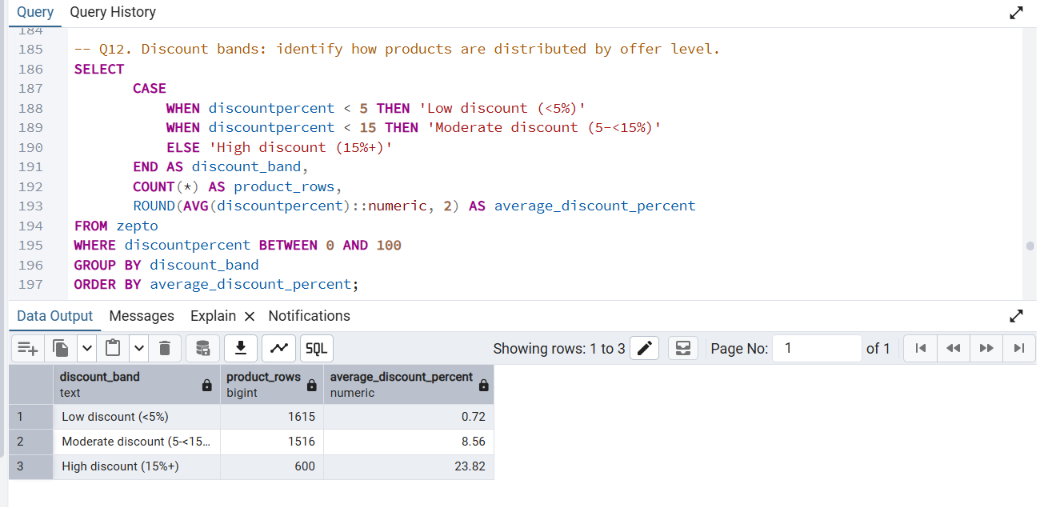 Query Query History
184
185 -- Q12. Discount bands: identify how products are distributed by offer level.
186 SELECT
187 CASE
188 WHEN discountpercent < 5 THEN 'Low discount (<5%)'
189 WHEN discountpercent < 15 THEN 'Moderate discount (5-<15%)'
190 ELSE 'High discount (15%+)'
191 END AS discount_band,
192 COUNT(*) AS product_rows,
193 ROUND(AVG(discountpercent)::numeric, 2) AS average_discount_percent
194 FROM zepto
195 WHERE discountpercent BETWEEN 0 AND 100
196 GROUP BY discount_band
197 ORDER BY average_discount_percent;
Data Output Messages Explain × Notifications
SQL Showing rows: 1 to 3 Page No: 1 of 1
discount_band product_rows average_discount_percent
text bigint numeric
1 Low discount (<5%) 1615 0.72
2 Moderate discount (5-<15... 1516 8.56
3 High discount (15%+) 600 23.82